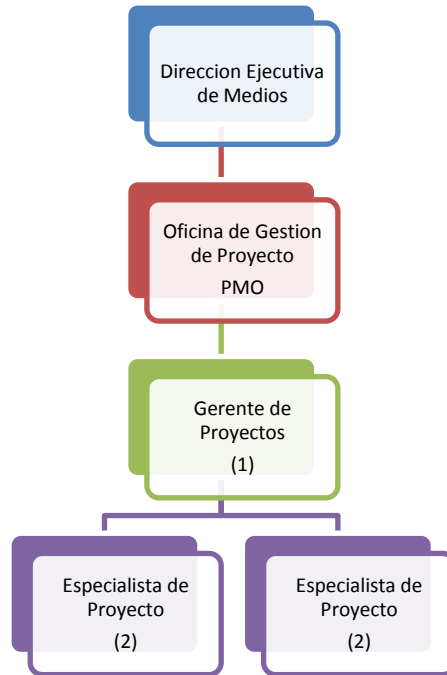 Direccion Ejecutiva
de Medios
Oficina de Gestion
de Proyecto
PMO
Gerente de
Proyectos
(1)
Especialista de
Proyecto
(2)
Especialista de
Proyecto
(2)